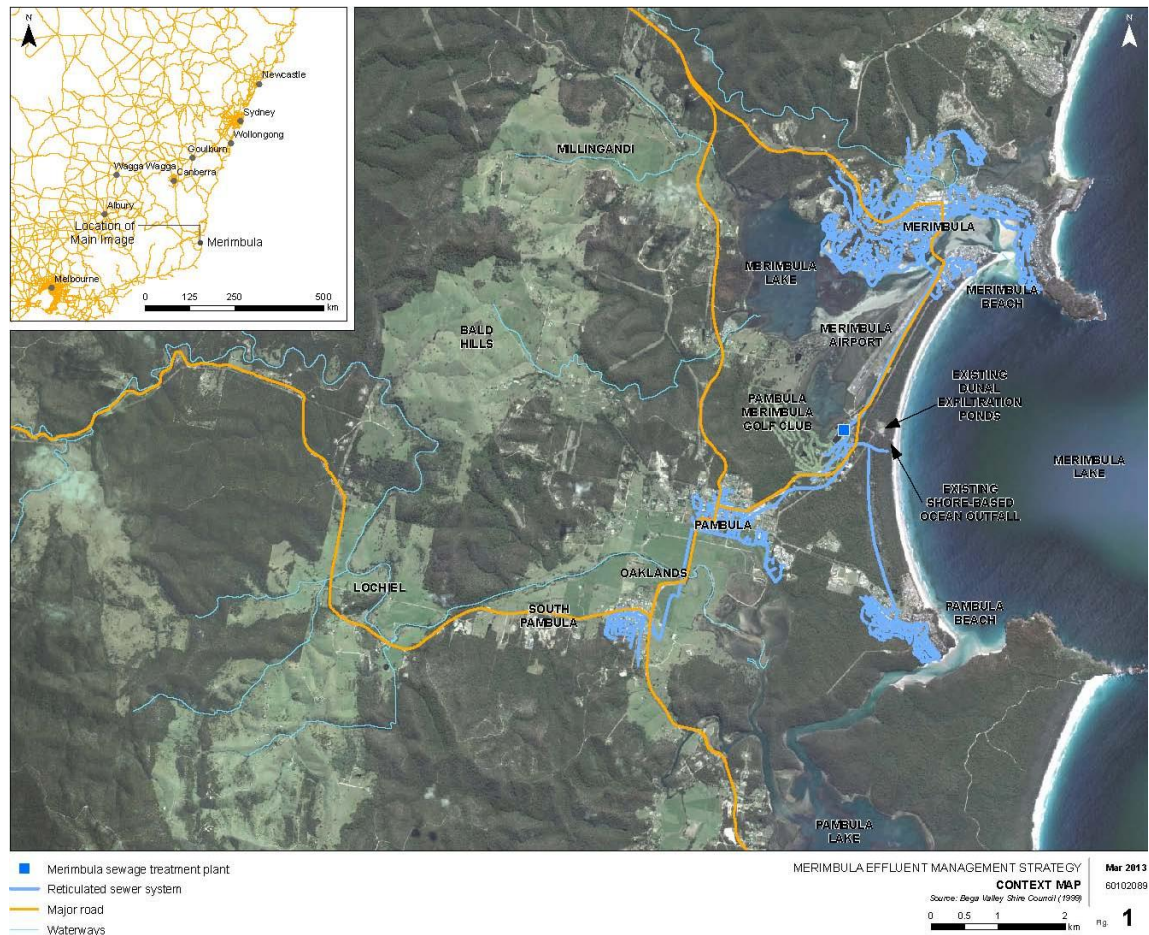 N
Newcastle
Sydney
Wollongong
Goulburn
Wagga Wagga
Canberra
Albury
Location of
Main Image
Merimbula
Melbourne
0 125 250 500
km
N
MILLINGANDI
MERIMBULA
MERIMBULA
LAKE
MERIMBULA
BEACH
MERIMBULA
AIRPORT
BALD
HILLS
EXISTING
DUNAL
EXFILTRATION
PONDS
PAMBULA
MERIMBULA
GOLF CLUB
MERIMBULA
LAKE
EXISTING
SHORE-BASED
OCEAN OUTFALL
PAMBULA
OAKLANDS
LOCHIEL
SOUTH
PAMBULA
PAMBULA
BEACH
PAMBULA
LAKE
Merimbula sewage treatment plant
Reticulated sewer system
Major road
Waterways
MERIMBULA EFFLUENT MANAGEMENT STRATEGY
Mar 2013
CONTEXT MAP
60102089
Source: Bega Valley Shire Council (1999)
0 0.5 1 2
km
Fig. 1